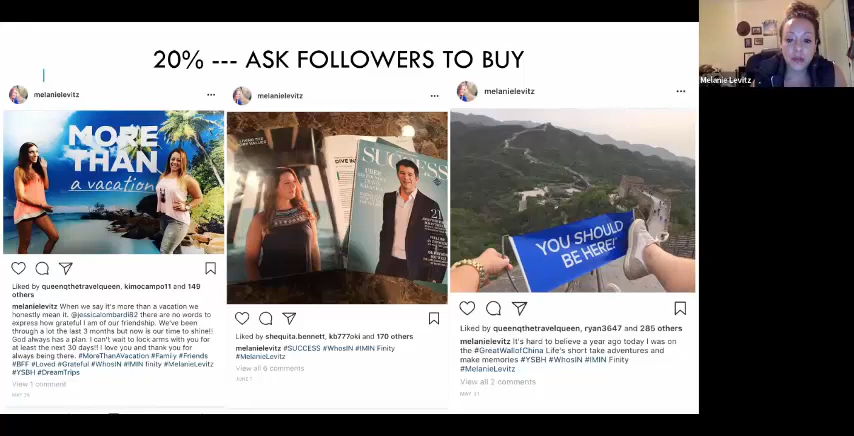 20% --- ASK FOLLOWERS TO BUY
melanielevitz
MORE
THAN
a vacation
Liked by queenqthetravelqueen, kimocampo11 and 149
others
melanielevitz When we say it's more than a vacation we
honestly mean it. @jessicalombardi82 there are no words to
express how grateful I am of our friendship. We've been
through a lot the last 3 months but now is our time to shine!!
God always has a plan. I can't wait to lock arms with you for
at least the next 30 days!! I love you and thank you for
always being there. #MoreThanAVacation #Family #Friends
#BFF #Loved #Grateful #WhosIN #IMIN finity #MelanieLevitz
#YSBH #DreamTrips
View 1 comment
melanielevitz
DIVE IN
SUCCESS
UBER
21
Liked by shequita.bennett, kb777oki and 170 others
melanielevitz #SUCCESS #WhosIN #IMIN Finity
#MelanieLevitz
View all 6 comments
JUNE 7
melanielevitz
YOU SHOULD
BE HERE!
Liked by queenqthetravelqueen, ryan3647 and 285 others
melanielevitz It's hard to believe a year ago today I was on
the #GreatWallofChina Life's short take adventures and
make memories #YSBH #WhosIN #IMIN Finity
#MelanieLevitz
View all 2 comments
MAY 31
Melanie Levitz